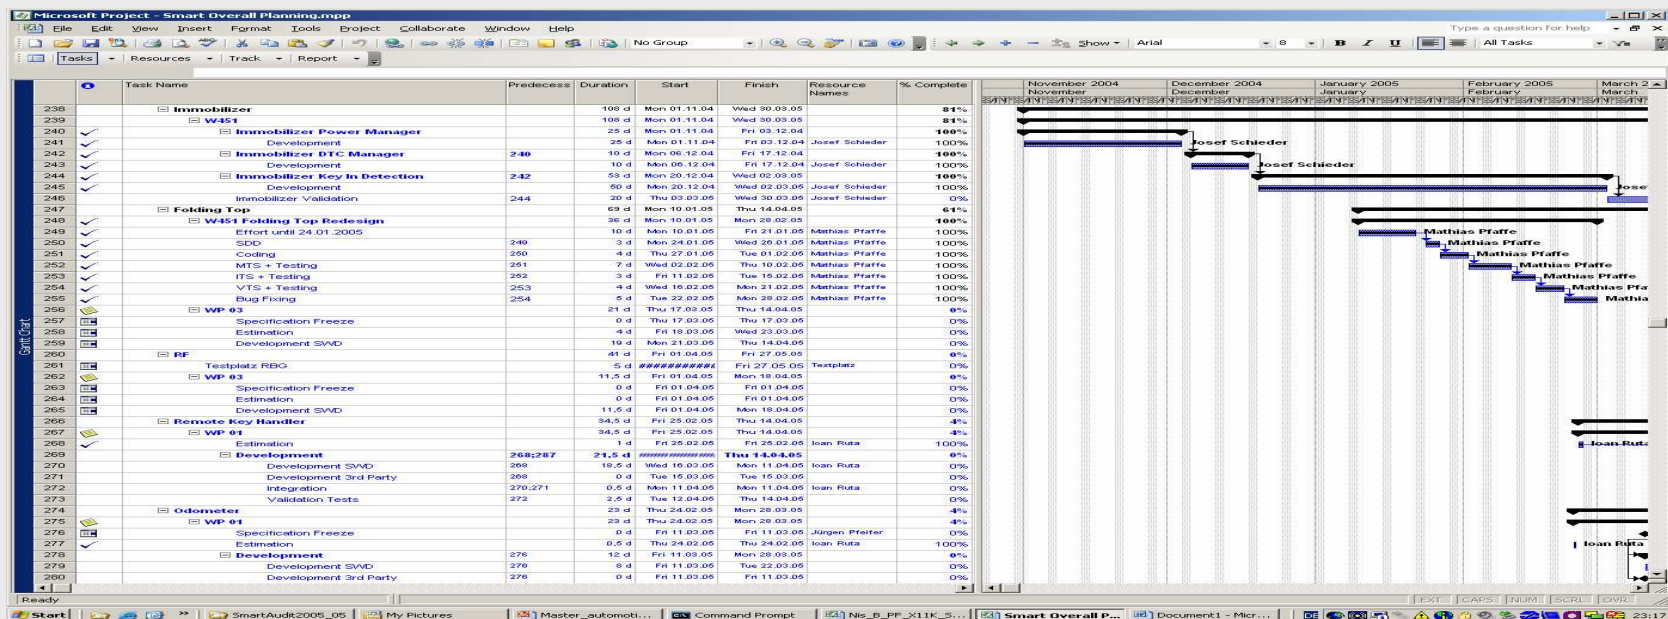 Microsoft Project - Smart Overall Planning.mpp
File Edit View Insert Format Tools Project Collaborate Window Help Type a question for help
No Group Show Arial 8 B I U All Tasks
Tasks Resources Track Report
Task Name Predecess Duration Start Finish Resource Names % Complete November 2004 December 2004 January 2005 February 2005 March 2
November December January February March
238 Immobilizer 108 d Mon 01.11.04 Wed 30.03.05 81%
239 W451 108 d Mon 01.11.04 Wed 30.03.05 81%
240 Immobilizer Power Manager 25 d Mon 01.11.04 Fri 03.12.04 100%
241 Development 25 d Mon 01.11.04 Fri 03.12.04 Josef Schieder 100% Josef Schieder
242 Immobilizer DTC Manager 240 10 d Mon 06.12.04 Fri 17.12.04 100%
243 Development 10 d Mon 06.12.04 Fri 17.12.04 Josef Schieder 100% Josef Schieder
244 Immobilizer Key In Detection 242 53 d Mon 20.12.04 Wed 02.03.05 100%
245 Development 50 d Mon 20.12.04 Wed 02.03.05 Josef Schieder 100% Jose
246 Immobilizer Validation 244 20 d Thu 03.03.05 Wed 30.03.05 Josef Schieder 0%
247 Folding Top 69 d Mon 10.01.05 Thu 14.04.05 61%
248 W451 Folding Top Redesign 36 d Mon 10.01.05 Mon 28.02.05 100%
249 Effort until 24.01.2005 10 d Mon 10.01.05 Fri 21.01.05 Mathias Pfaffe 100% Mathias Pfaffe
250 SDD 249 3 d Mon 24.01.05 Wed 26.01.05 Mathias Pfaffe 100% Mathias Pfaffe
251 Coding 250 4 d Thu 27.01.05 Tue 01.02.05 Mathias Pfaffe 100% Mathias Pfaffe
252 MTS + Testing 251 7 d Wed 02.02.05 Thu 10.02.05 Mathias Pfaffe 100% Mathias Pfaffe
253 ITS + Testing 252 3 d Fri 11.02.05 Tue 15.02.05 Mathias Pfaffe 100% Mathias Pfaffe
254 VTS + Testing 253 4 d Wed 16.02.05 Mon 21.02.05 Mathias Pfaffe 100% Mathias Pfa
255 Bug Fixing 254 5 d Tue 22.02.05 Mon 28.02.05 Mathias Pfaffe 100% Mathia
256 WP 03 21 d Thu 17.03.05 Thu 14.04.05 0%
257 Specification Freeze 0 d Thu 17.03.05 Thu 17.03.05 0%
258 Estimation 4 d Fri 18.03.05 Wed 23.03.05 0%
259 Development SWD 19 d Mon 21.03.05 Thu 14.04.05 0%
260 RF 41 d Fri 01.04.05 Fri 27.05.05 0%
261 Testplatz RBG 5 d ########## Fri 27.05.05 Testplatz 0%
262 WP 03 11,5 d Fri 01.04.05 Mon 18.04.05 0%
263 Specification Freeze 0 d Fri 01.04.05 Fri 01.04.05 0%
264 Estimation 0 d Fri 01.04.05 Fri 01.04.05 0%
265 Development SWD 11,5 d Fri 01.04.05 Mon 18.04.05 0%
266 Remote Key Handler 34,5 d Fri 25.02.05 Thu 14.04.05 4%
267 WP 01 34,5 d Fri 25.02.05 Thu 14.04.05 4%
268 Estimation 1 d Fri 25.02.05 Fri 25.02.05 Ioan Ruta 100% Ioan Ruta
269 Development 268;287 21,5 d ########## Thu 14.04.05 0%
270 Development SWD 268 18,5 d Wed 16.03.05 Mon 11.04.05 Ioan Ruta 0%
271 Development 3rd Party 268 0 d Tue 15.03.05 Tue 15.03.05 0%
272 Integration 270;271 0,5 d Mon 11.04.05 Mon 11.04.05 Ioan Ruta 0%
273 Validation Tests 272 2,5 d Tue 12.04.05 Thu 14.04.05 0%
274 Odometer 23 d Thu 24.02.05 Mon 28.03.05 4%
275 WP 01 23 d Thu 24.02.05 Mon 28.03.05 4%
276 Specification Freeze 0 d Fri 11.03.05 Fri 11.03.05 Jürgen Pfeifer 0%
277 Estimation 0,5 d Thu 24.02.05 Thu 24.02.05 Ioan Ruta 100% Ioan Ruta
278 Development 276 12 d Fri 11.03.05 Mon 28.03.05 0%
279 Development SWD 276 8 d Fri 11.03.05 Tue 22.03.05 0%
280 Development 3rd Party 276 0 d Fri 11.03.05 Fri 11.03.05 0%
Gantt Chart
Ready EXT CAPS NUM SCRL OVR
Start SmartAudit2005_05 My Pictures Master_automoti... Command Prompt Nis_B_PF_X11K_S... Smart Overall P... Document1 - Micr... DE 23:17